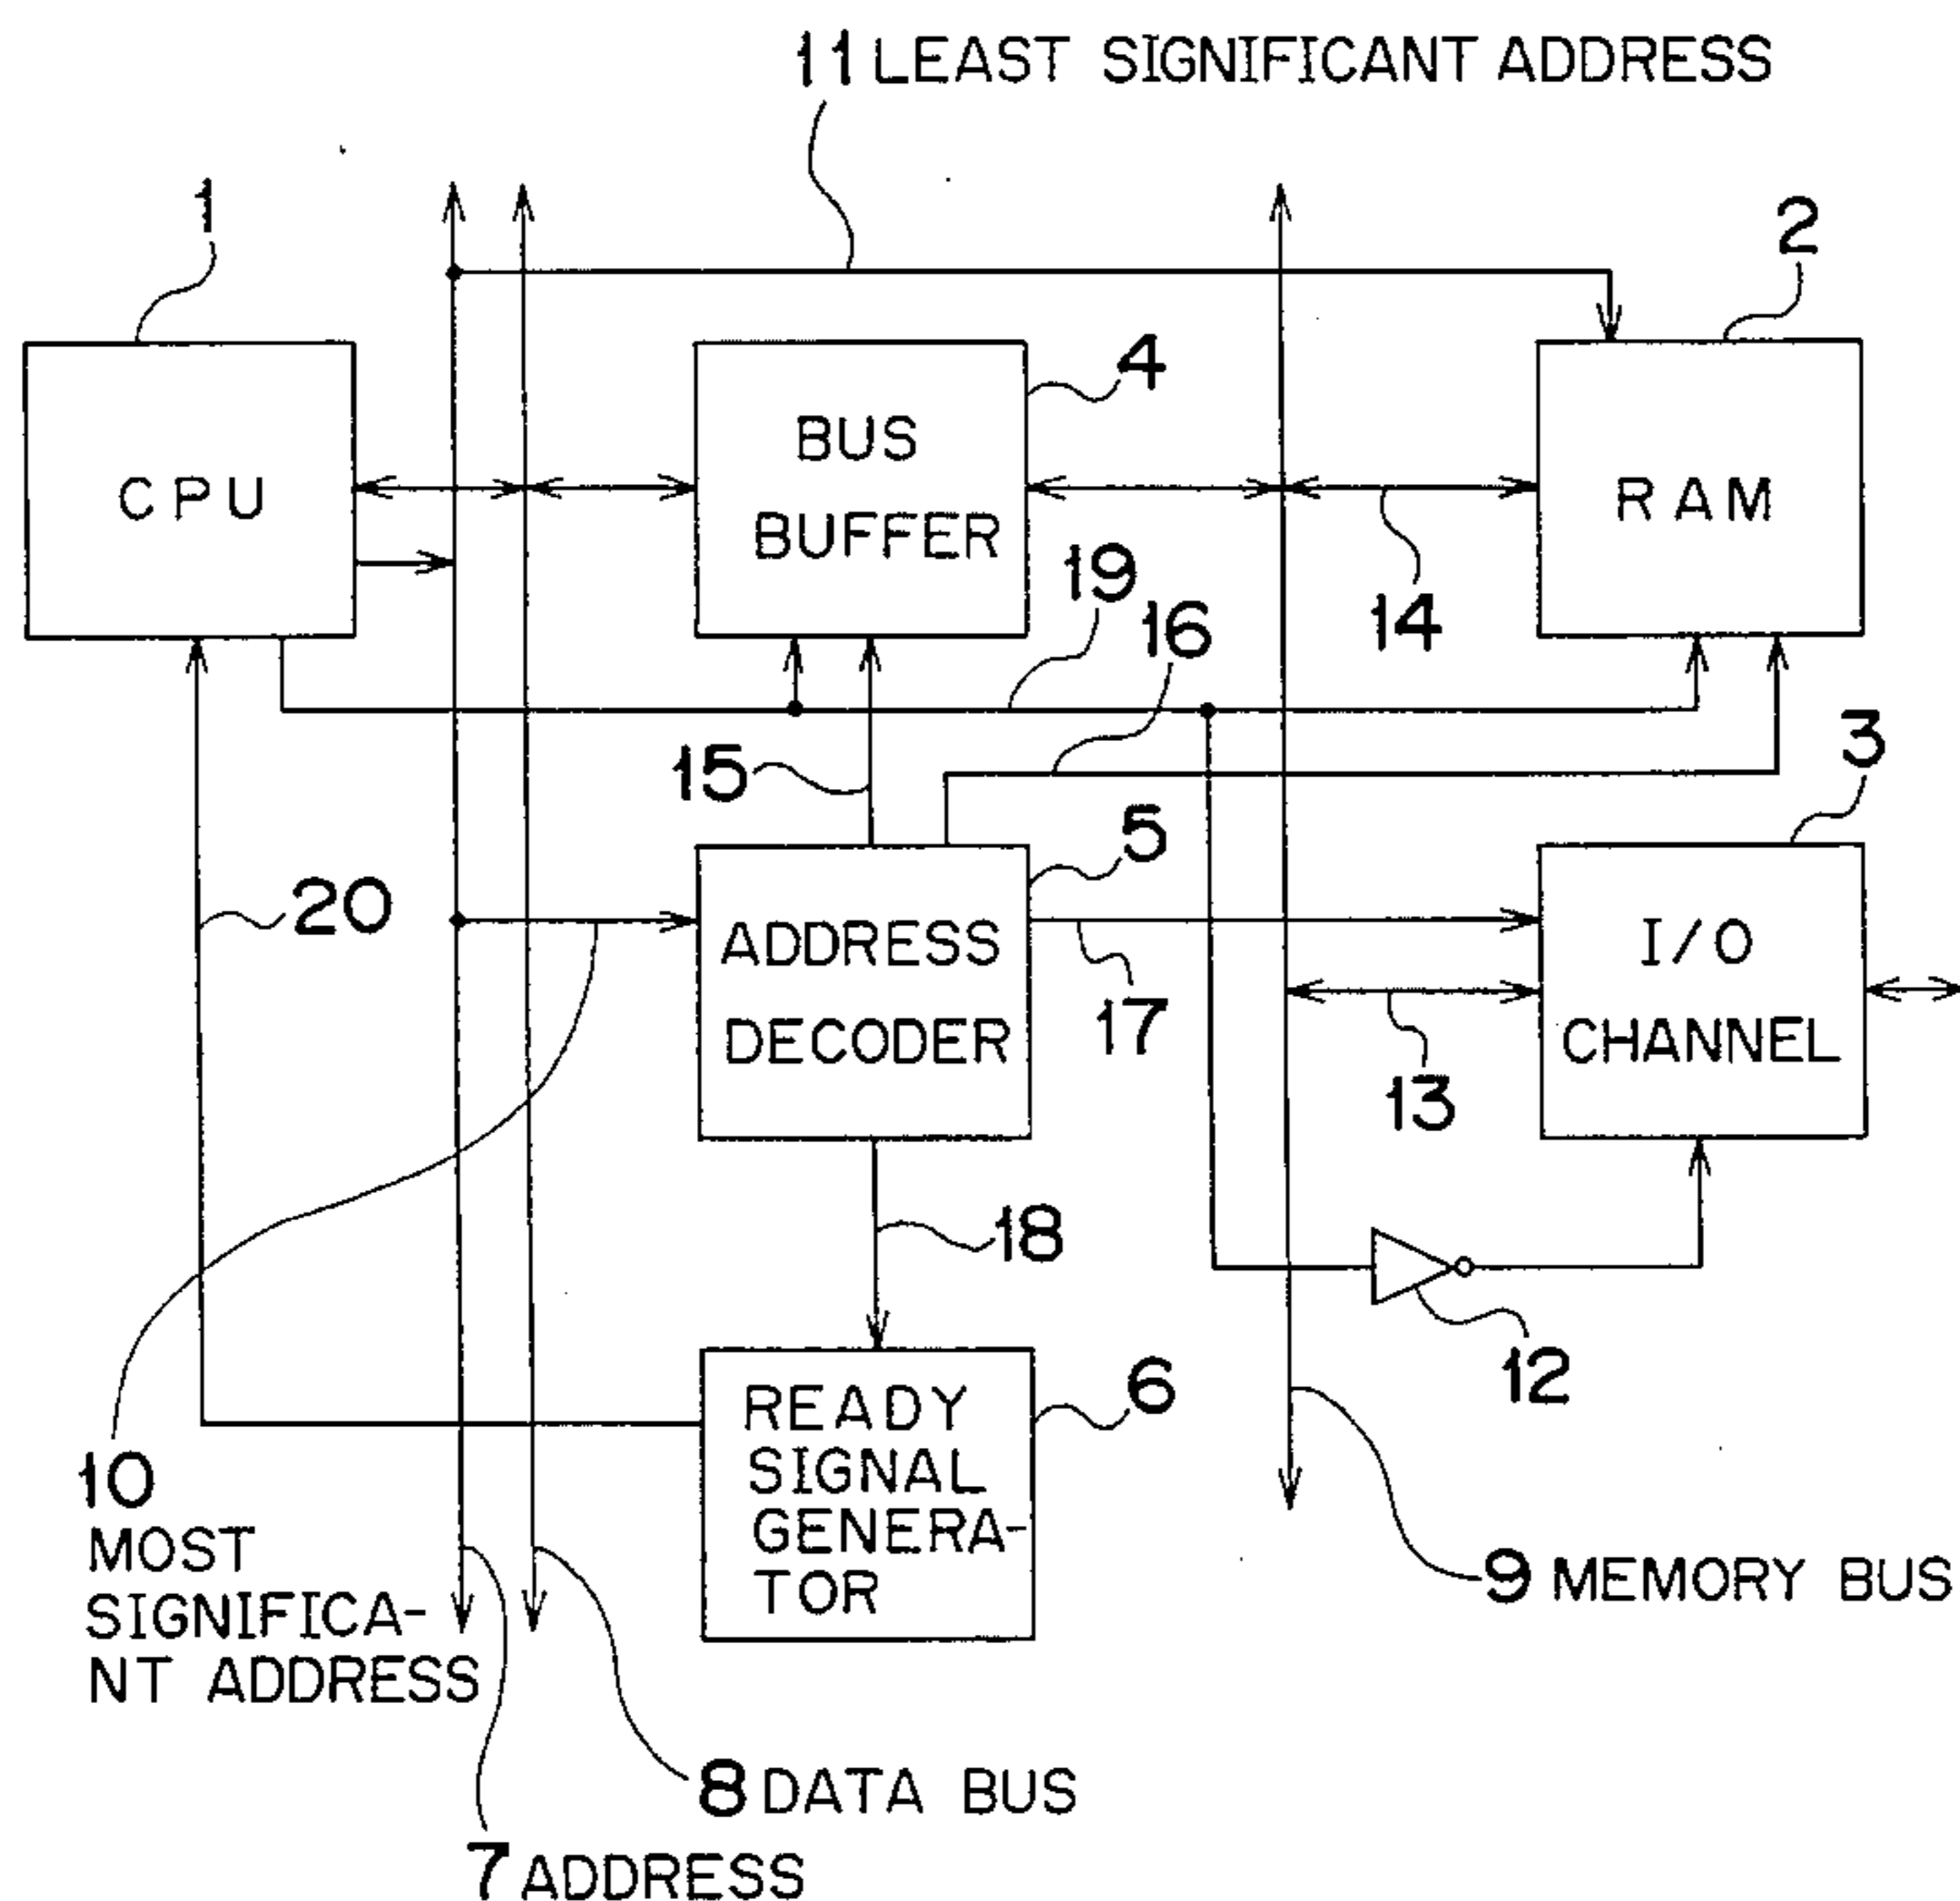 11 LEAST SIGNIFICANT ADDRESS
1
2
CPU
BUS
BUFFER
4
RAM
19
16
14
15
3
5
20
ADDRESS
DECODER
17
I/O
CHANNEL
13
18
12
READY
SIGNAL
GENERA-
TOR
6
10
MOST
SIGNIFICA-
NT ADDRESS
9 MEMORY BUS
8 DATA BUS
7 ADDRESS